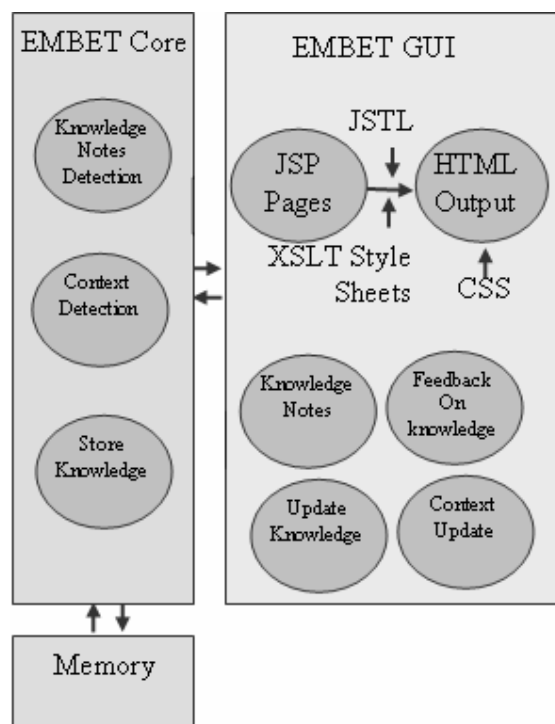 EMBET Core
Knowledge
Notes
Detection
Context
Detection
Store
Knowledge
Memory
EMBET GUI
JSTL
JSP
Pages
HTML
Output
XSLT Style
Sheets
CSS
Knowledge
Notes
Feedback
On
knowledge
Update
Knowledge
Context
Update